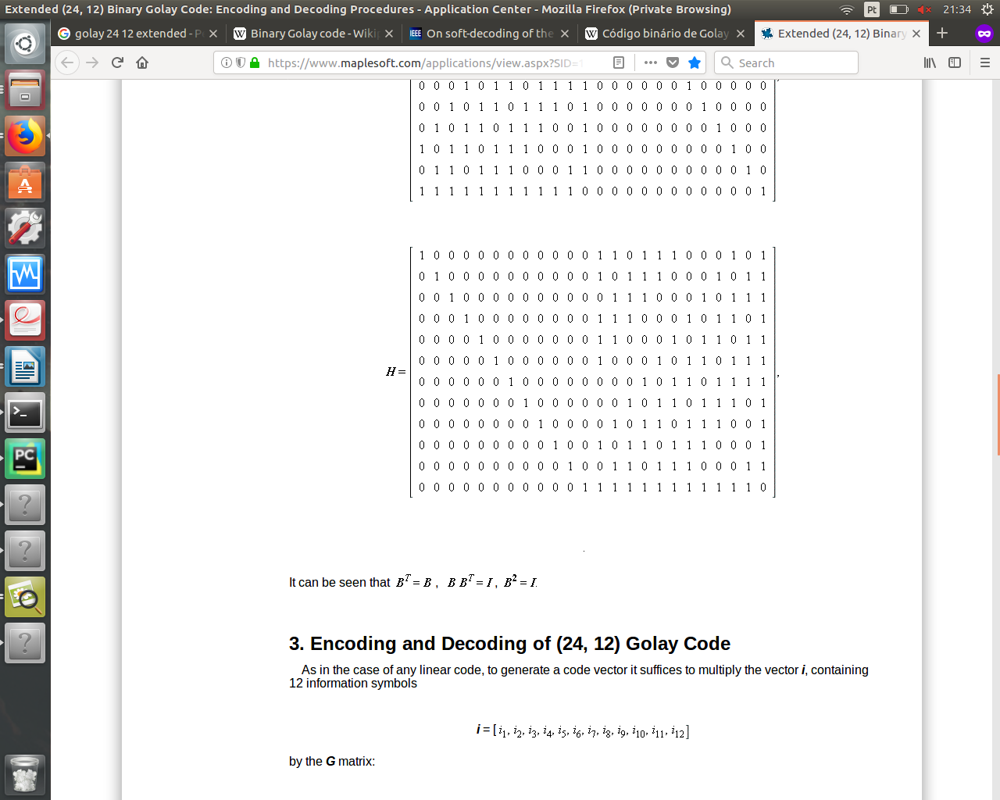 Extended (24, 12) Binary Golay Code: Encoding and Decoding Procedures - Application Center - Mozilla Firefox (Private Browsing)
Pt
21:34
golay 24 12 extended - P
Binary Golay code - Wiki
IEEE On soft-decoding of the
Código binário de Golay
Extended (24, 12) Binary
https://www.maplesoft.com/applications/view.aspx?SID=1
Search
0 0 0 1 0 1 1 0 1 1 1 1 0 0 0 0 0 0 1 0 0 0 0 0
0 0 1 0 1 1 0 1 1 1 0 1 0 0 0 0 0 0 0 1 0 0 0 0
0 1 0 1 1 0 1 1 1 0 0 1 0 0 0 0 0 0 0 0 1 0 0 0
1 0 1 1 0 1 1 1 0 0 0 1 0 0 0 0 0 0 0 0 0 1 0 0
0 1 1 0 1 1 1 0 0 0 1 1 0 0 0 0 0 0 0 0 0 0 1 0
1 1 1 1 1 1 1 1 1 1 1 0 0 0 0 0 0 0 0 0 0 0 0 1
1 0 0 0 0 0 0 0 0 0 0 0 1 1 0 1 1 1 0 0 0 1 0 1
0 1 0 0 0 0 0 0 0 0 0 0 1 0 1 1 1 0 0 0 1 0 1 1
0 0 1 0 0 0 0 0 0 0 0 0 0 1 1 1 0 0 0 1 0 1 1 1
0 0 0 1 0 0 0 0 0 0 0 0 1 1 1 0 0 0 1 0 1 1 0 1
0 0 0 0 1 0 0 0 0 0 0 0 1 1 0 0 0 1 0 1 1 0 1 1
H = 0 0 0 0 0 1 0 0 0 0 0 0 1 0 0 0 1 0 1 1 0 1 1 1 ,
0 0 0 0 0 0 1 0 0 0 0 0 0 0 0 1 0 1 1 0 1 1 1 1
0 0 0 0 0 0 0 1 0 0 0 0 0 0 1 0 1 1 0 1 1 1 0 1
0 0 0 0 0 0 0 0 1 0 0 0 0 1 0 1 1 0 1 1 1 0 0 1
0 0 0 0 0 0 0 0 0 1 0 0 1 0 1 1 0 1 1 1 0 0 0 1
0 0 0 0 0 0 0 0 0 0 1 0 0 1 1 0 1 1 1 0 0 0 1 1
0 0 0 0 0 0 0 0 0 0 0 1 1 1 1 1 1 1 1 1 1 1 1 0
.
It can be seen that B^T = B , B B^T = I , B^2 = I.
3. Encoding and Decoding of (24, 12) Golay Code
As in the case of any linear code, to generate a code vector it suffices to multiply the vector i, containing
12 information symbols
i = [i_1, i_2, i_3, i_4, i_5, i_6, i_7, i_8, i_9, i_10, i_11, i_12]
by the G matrix:
PC